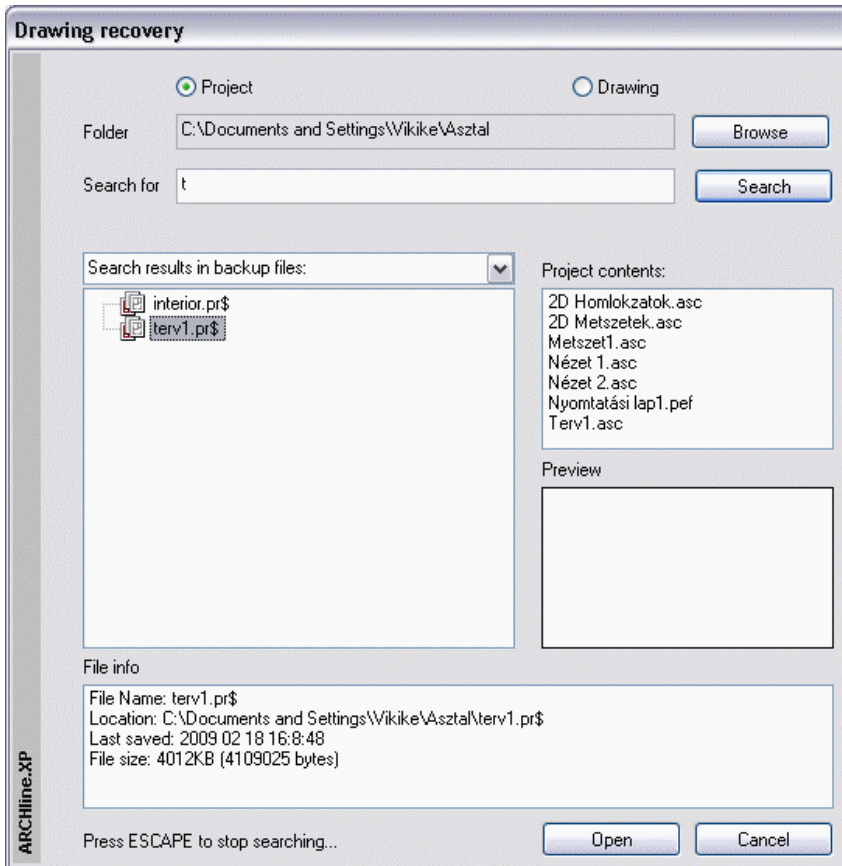 Drawing recovery
Project
Drawing
Folder
C:\Documents and Settings\Vikike\Asztal
Browse
Search for
t
Search
Search results in backup files:
interior.pr$
terv1.pr$
Project contents:
2D Homlokzatok.asc
2D Metszetek.asc
Metszet1.asc
Nézet 1.asc
Nézet 2.asc
Nyomtatási lap1.pef
Terv1.asc
Preview
File info
File Name: terv1.pr$
Location: C:\Documents and Settings\Vikike\Asztal\terv1.pr$
Last saved: 2009 02 18 16:8:48
File size: 4012KB (4109025 bytes)
ARCHline.XP
Press ESCAPE to stop searching...
Open
Cancel